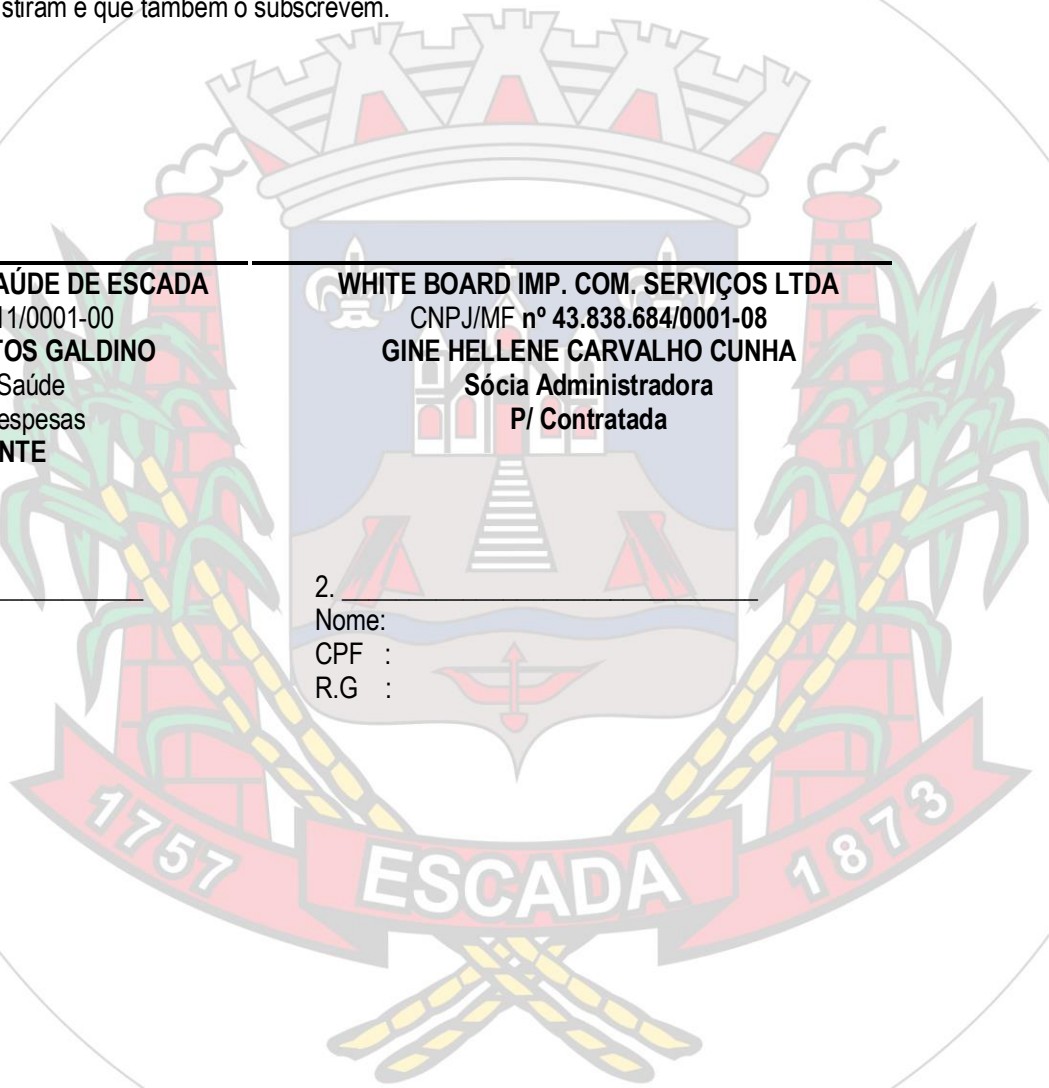 stiram e que também o subscrevem.
AÚDE DE ESCADA
11/0001-00
TOS GALDINO
Saúde
espesas
NTE
WHITE BOARD IMP. COM. SERVIÇOS LTDA
CNPJ/MF nº 43.838.684/0001-08
GINE HELLENE CARVALHO CUNHA
Sócia Administradora
P/ Contratada
2. ________________________________
Nome:
CPF :
R.G :
1757
ESCADA
1873